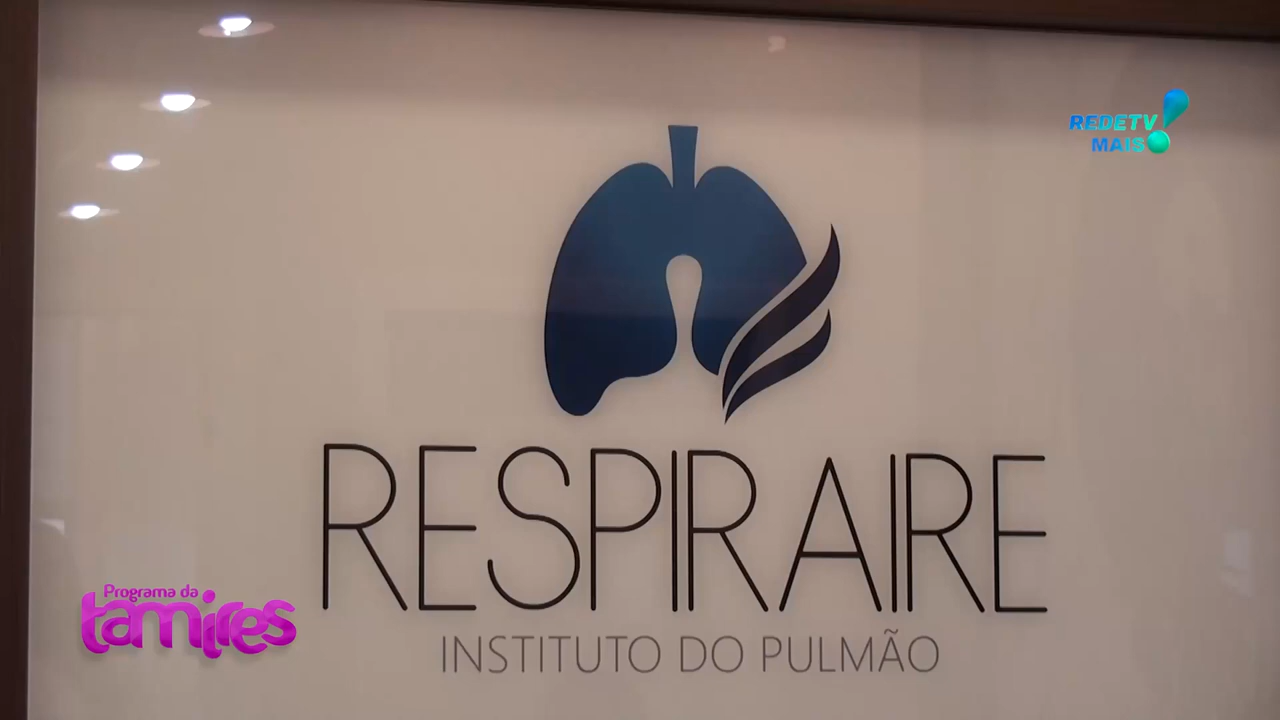 REDETV!
MAIS
RESPIRAIRE
INSTITUTO DO PULMÃO
Programa da
tamires